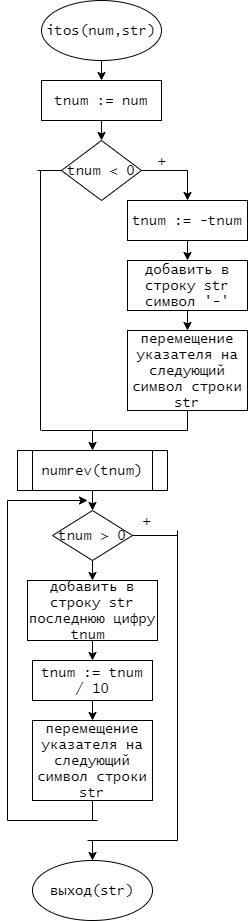 itos(num,str)
tnum := num
tnum < 0
+
tnum := -tnum
добавить в
строку str
символ '-'
перемещение
указателя на
следующий
символ строки
str
numrev(tnum)
tnum > 0
+
добавить в
строку str
последнюю цифру
tnum
tnum := tnum
/ 10
перемещение
указателя на
следующий
символ строки
str
выход(str)